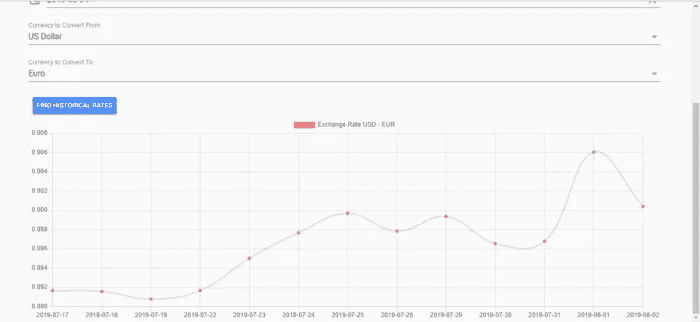 Currency to Convert From
US Dollar
Currency to Convert To
Euro
FIND HISTORICAL RATES
Exchange Rate USD - EUR
0.908
0.906
0.904
0.902
0.900
0.898
0.896
0.894
0.892
0.890
2019-07-17 2019-07-18 2019-07-19 2019-07-22 2019-07-23 2019-07-24 2019-07-25 2019-07-26 2019-07-29 2019-07-30 2019-07-31 2019-08-01 2019-08-02